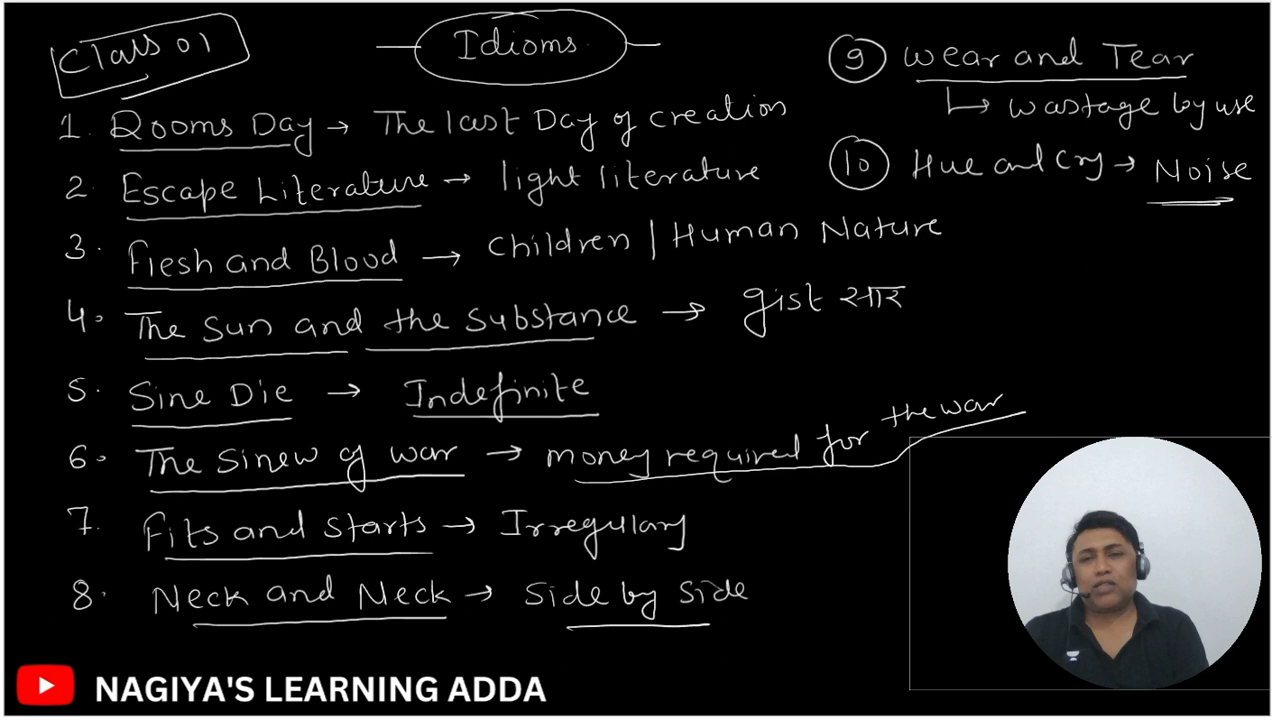 Class 01
Idioms
1. Dooms Day → The last Day of creation
2. Escape Literature → light literature
3. Flesh and Blood → Children | Human Nature
4. The Sun and the Substance → gist सार
5. Sine Die → Indefinite
6. The Sinew of war → money required for the war
7. Fits and starts → Irregulary
8. Neck and Neck → Side by Side
9 Wear and Tear
↳ wastage by use
10 Hue and Cry → Noise
NAGIYA'S LEARNING ADDA